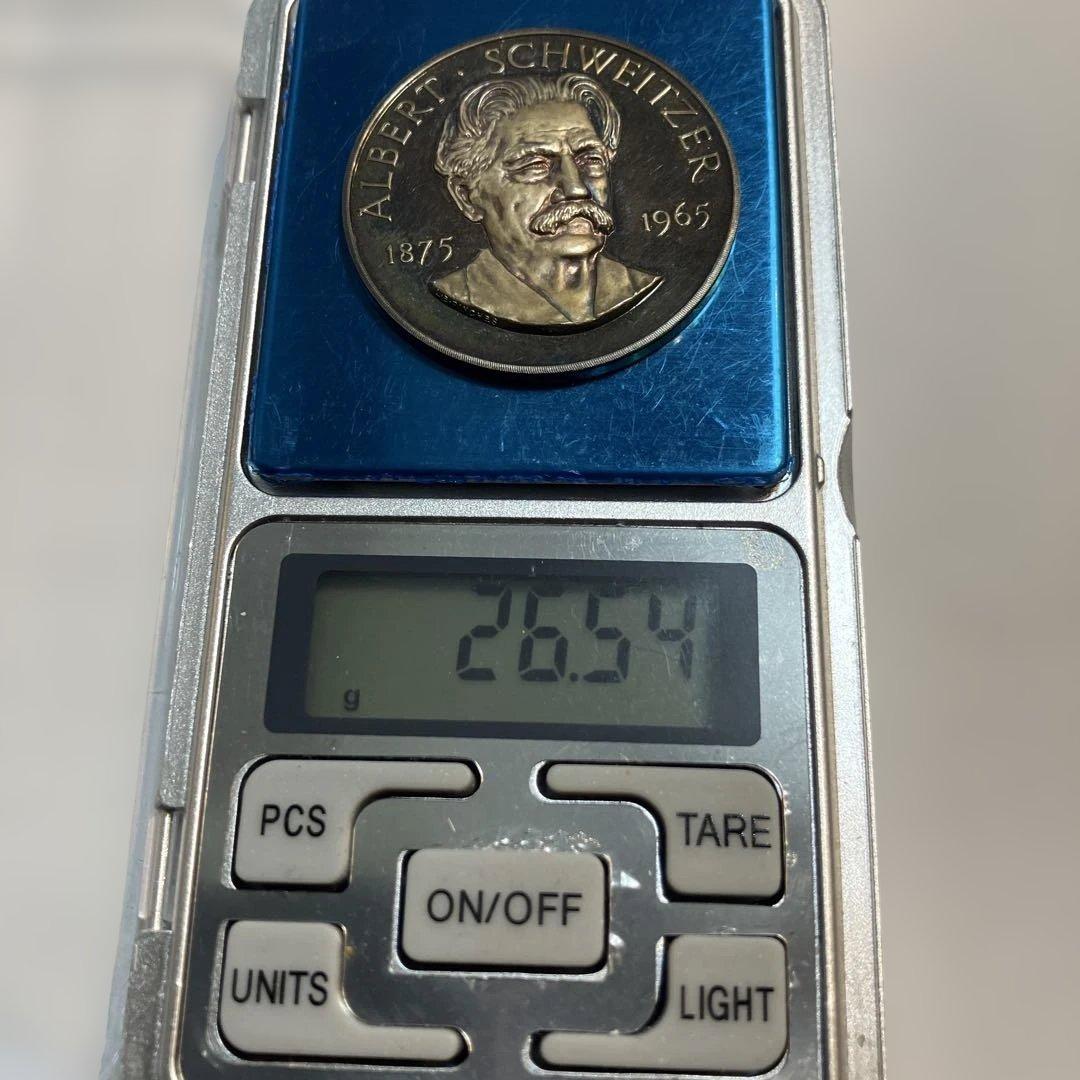 ALBERT · SCHWEITZER
1875 1965
26.54
g
PCS TARE
ON/OFF
UNITS LIGHT